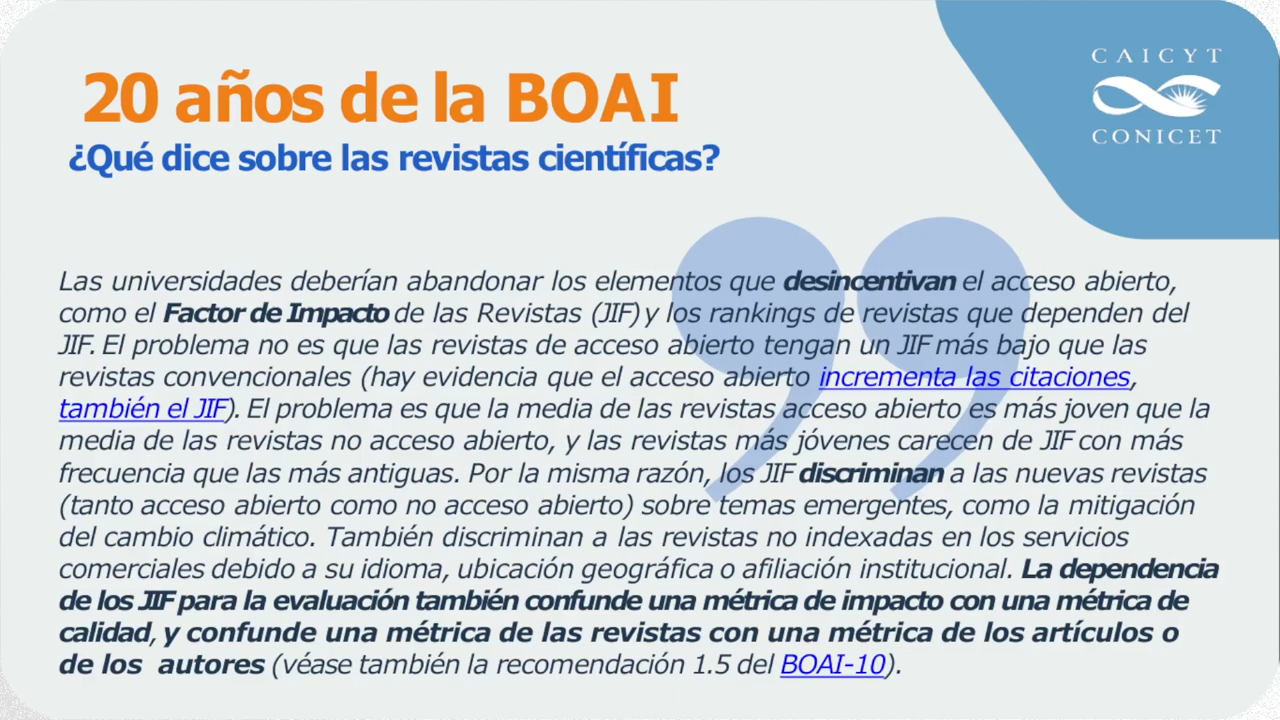 20 años de la BOAI
¿Qué dice sobre las revistas científicas?
CAICYT
CONICET
Las universidades deberían abandonar los elementos que desincentivan el acceso abierto,
como el Factor de Impacto de las Revistas (JIF) y los rankings de revistas que dependen del
JIF. El problema no es que las revistas de acceso abierto tengan un JIF más bajo que las
revistas convencionales (hay evidencia que el acceso abierto incrementa las citaciones,
también el JIF). El problema es que la media de las revistas acceso abierto es más joven que la
media de las revistas no acceso abierto, y las revistas más jóvenes carecen de JIF con más
frecuencia que las más antiguas. Por la misma razón, los JIF discriminan a las nuevas revistas
(tanto acceso abierto como no acceso abierto) sobre temas emergentes, como la mitigación
del cambio climático. También discriminan a las revistas no indexadas en los servicios
comerciales debido a su idioma, ubicación geográfica o afiliación institucional. La dependencia
de los JIF para la evaluación también confunde una métrica de impacto con una métrica de
calidad, y confunde una métrica de las revistas con una métrica de los artículos o
de los autores (véase también la recomendación 1.5 del BOAI-10).